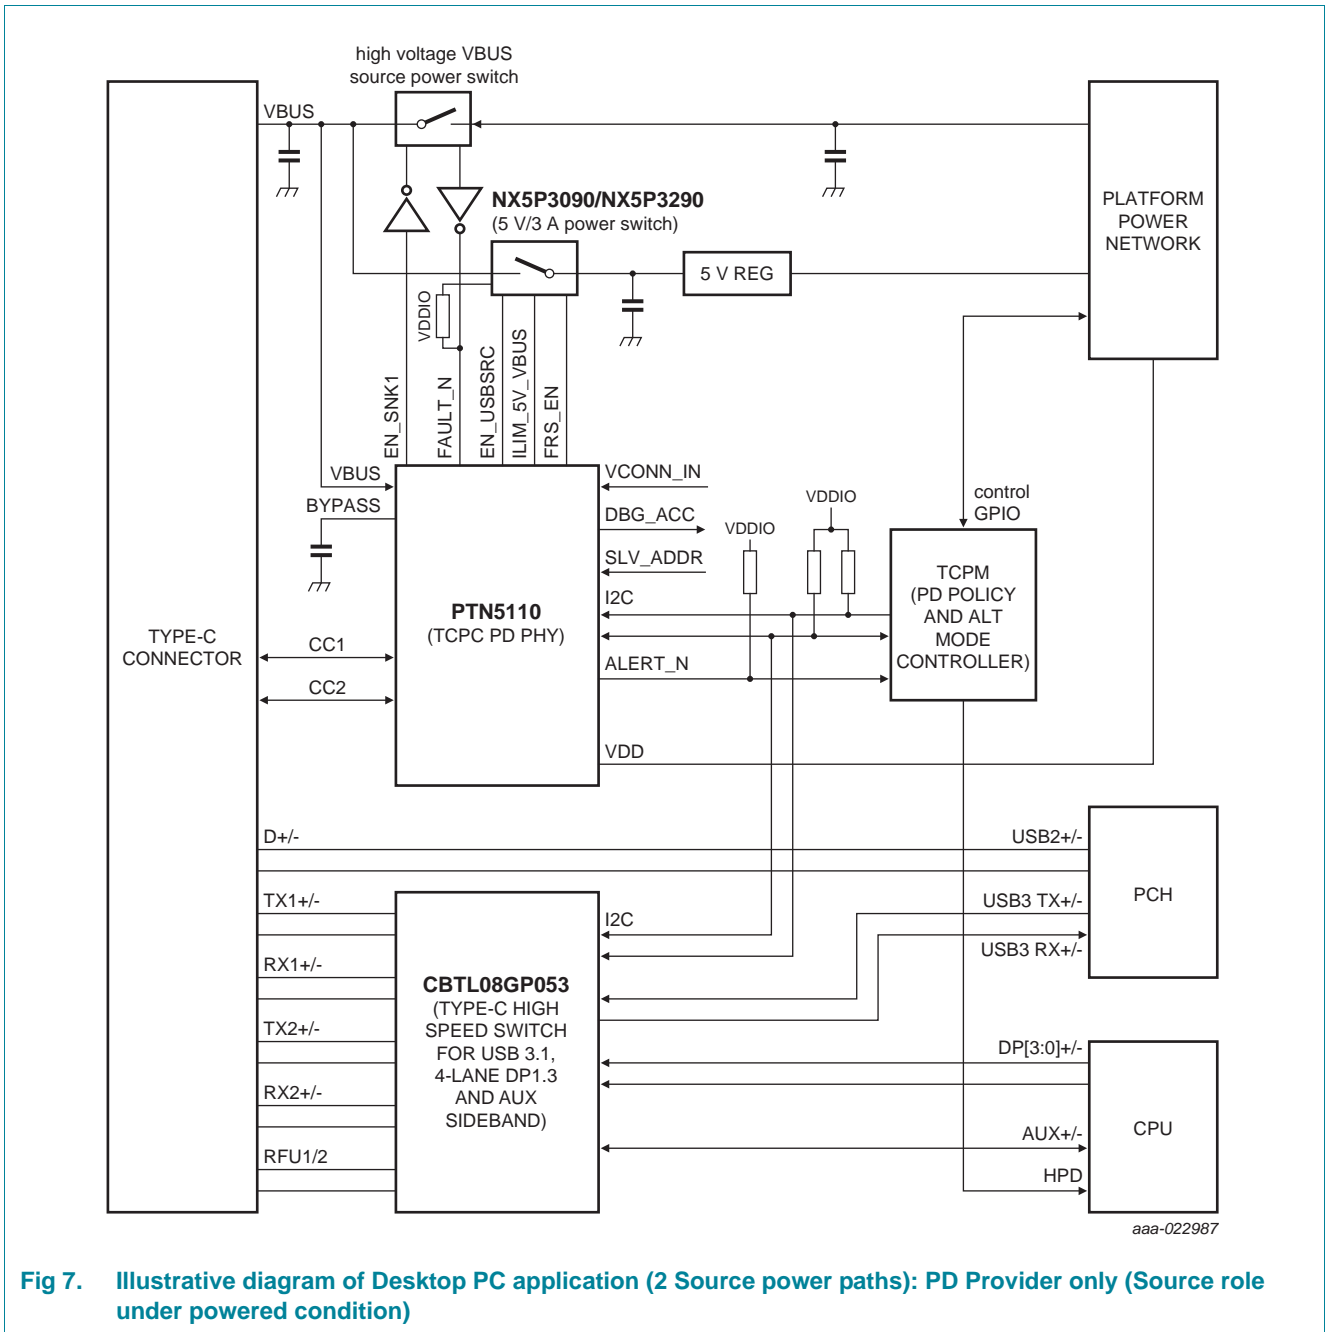 high voltage VBUS
source power switch
VBUS
NX5P3090/NX5P3290
(5 V/3 A power switch)
5 V REG
PLATFORM
POWER
NETWORK
VDDIO
EN_SNK1
FAULT_N
EN_USBSRC
ILIM_5V_VBUS
FRS_EN
VBUS
BYPASS
VCONN_IN
DBG_ACC
SLV_ADDR
I2C
ALERT_N
VDD
VDDIO
VDDIO
control
GPIO
PTN5110
(TCPC PD PHY)
TCPM
(PD POLICY
AND ALT
MODE
CONTROLLER)
TYPE-C
CONNECTOR
CC1
CC2
D+/-
USB2+/-
TX1+/-
RX1+/-
TX2+/-
RX2+/-
RFU1/2
I2C
CBTL08GP053
(TYPE-C HIGH
SPEED SWITCH
FOR USB 3.1,
4-LANE DP1.3
AND AUX
SIDEBAND)
USB3 TX+/-
USB3 RX+/-
PCH
DP[3:0]+/-
AUX+/-
HPD
CPU
aaa-022987
Fig 7. Illustrative diagram of Desktop PC application (2 Source power paths): PD Provider only (Source role
under powered condition)